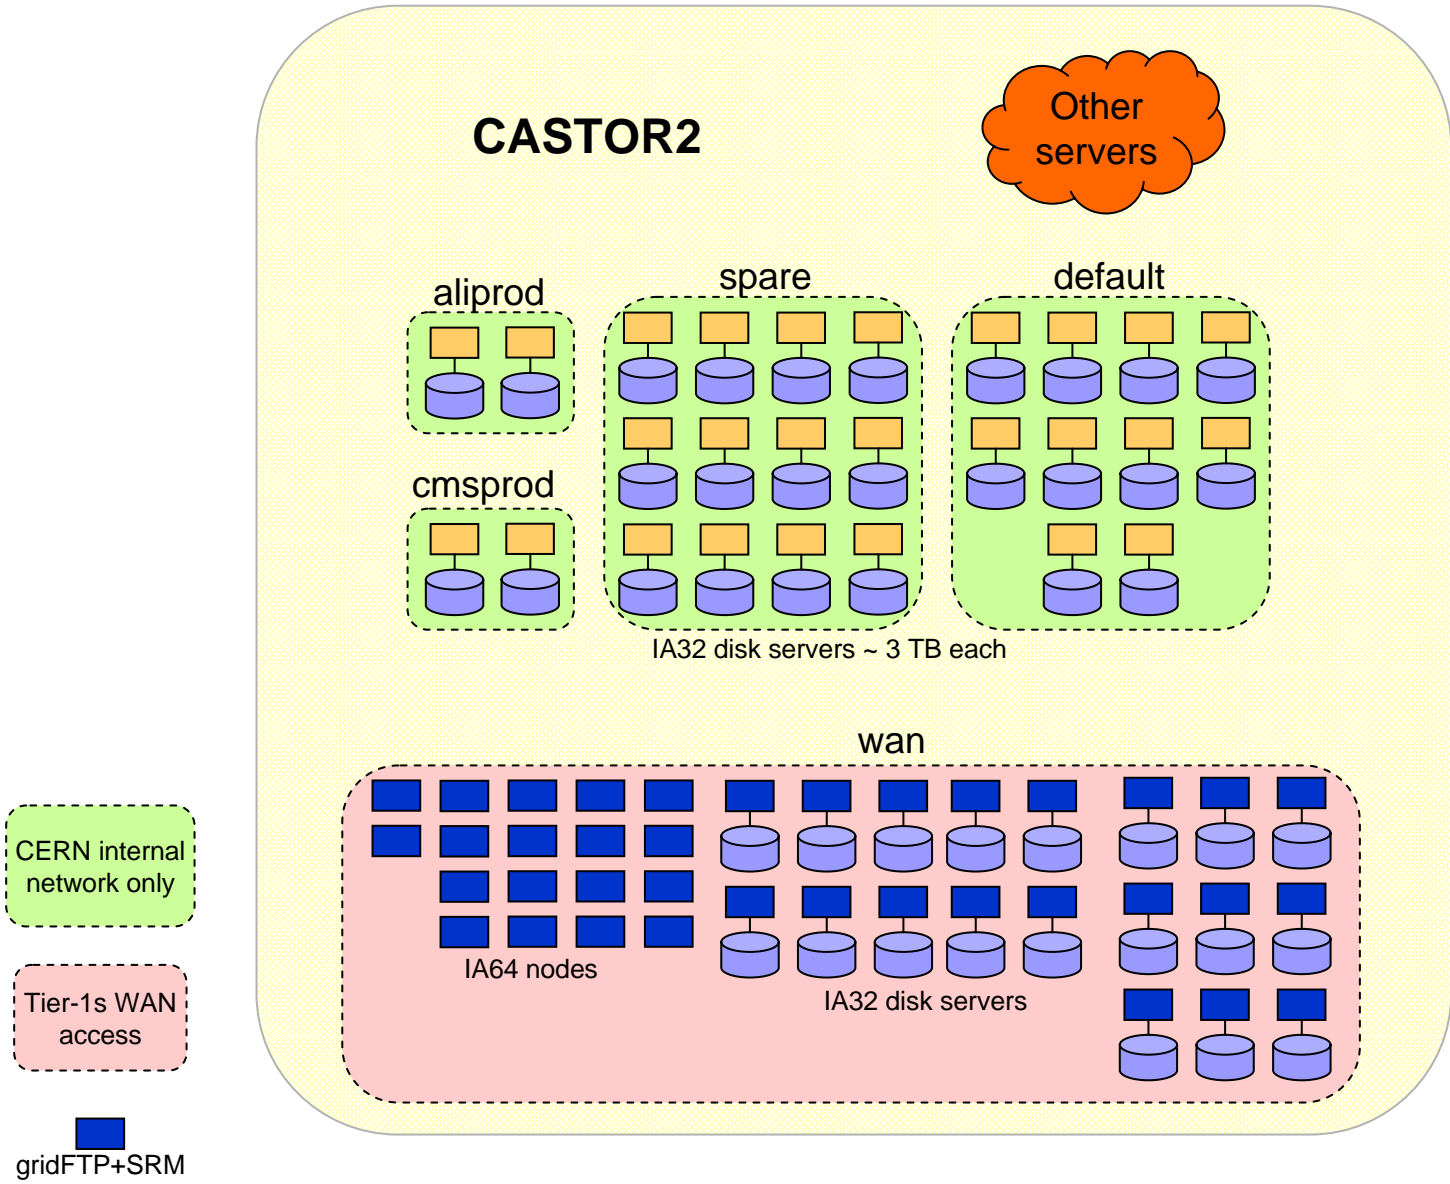 CASTOR2
Other
servers
aliprod
spare
default
cmsprod
IA32 disk servers ~ 3 TB each
wan
IA64 nodes
IA32 disk servers
CERN internal
network only
Tier-1s WAN
access
gridFTP+SRM